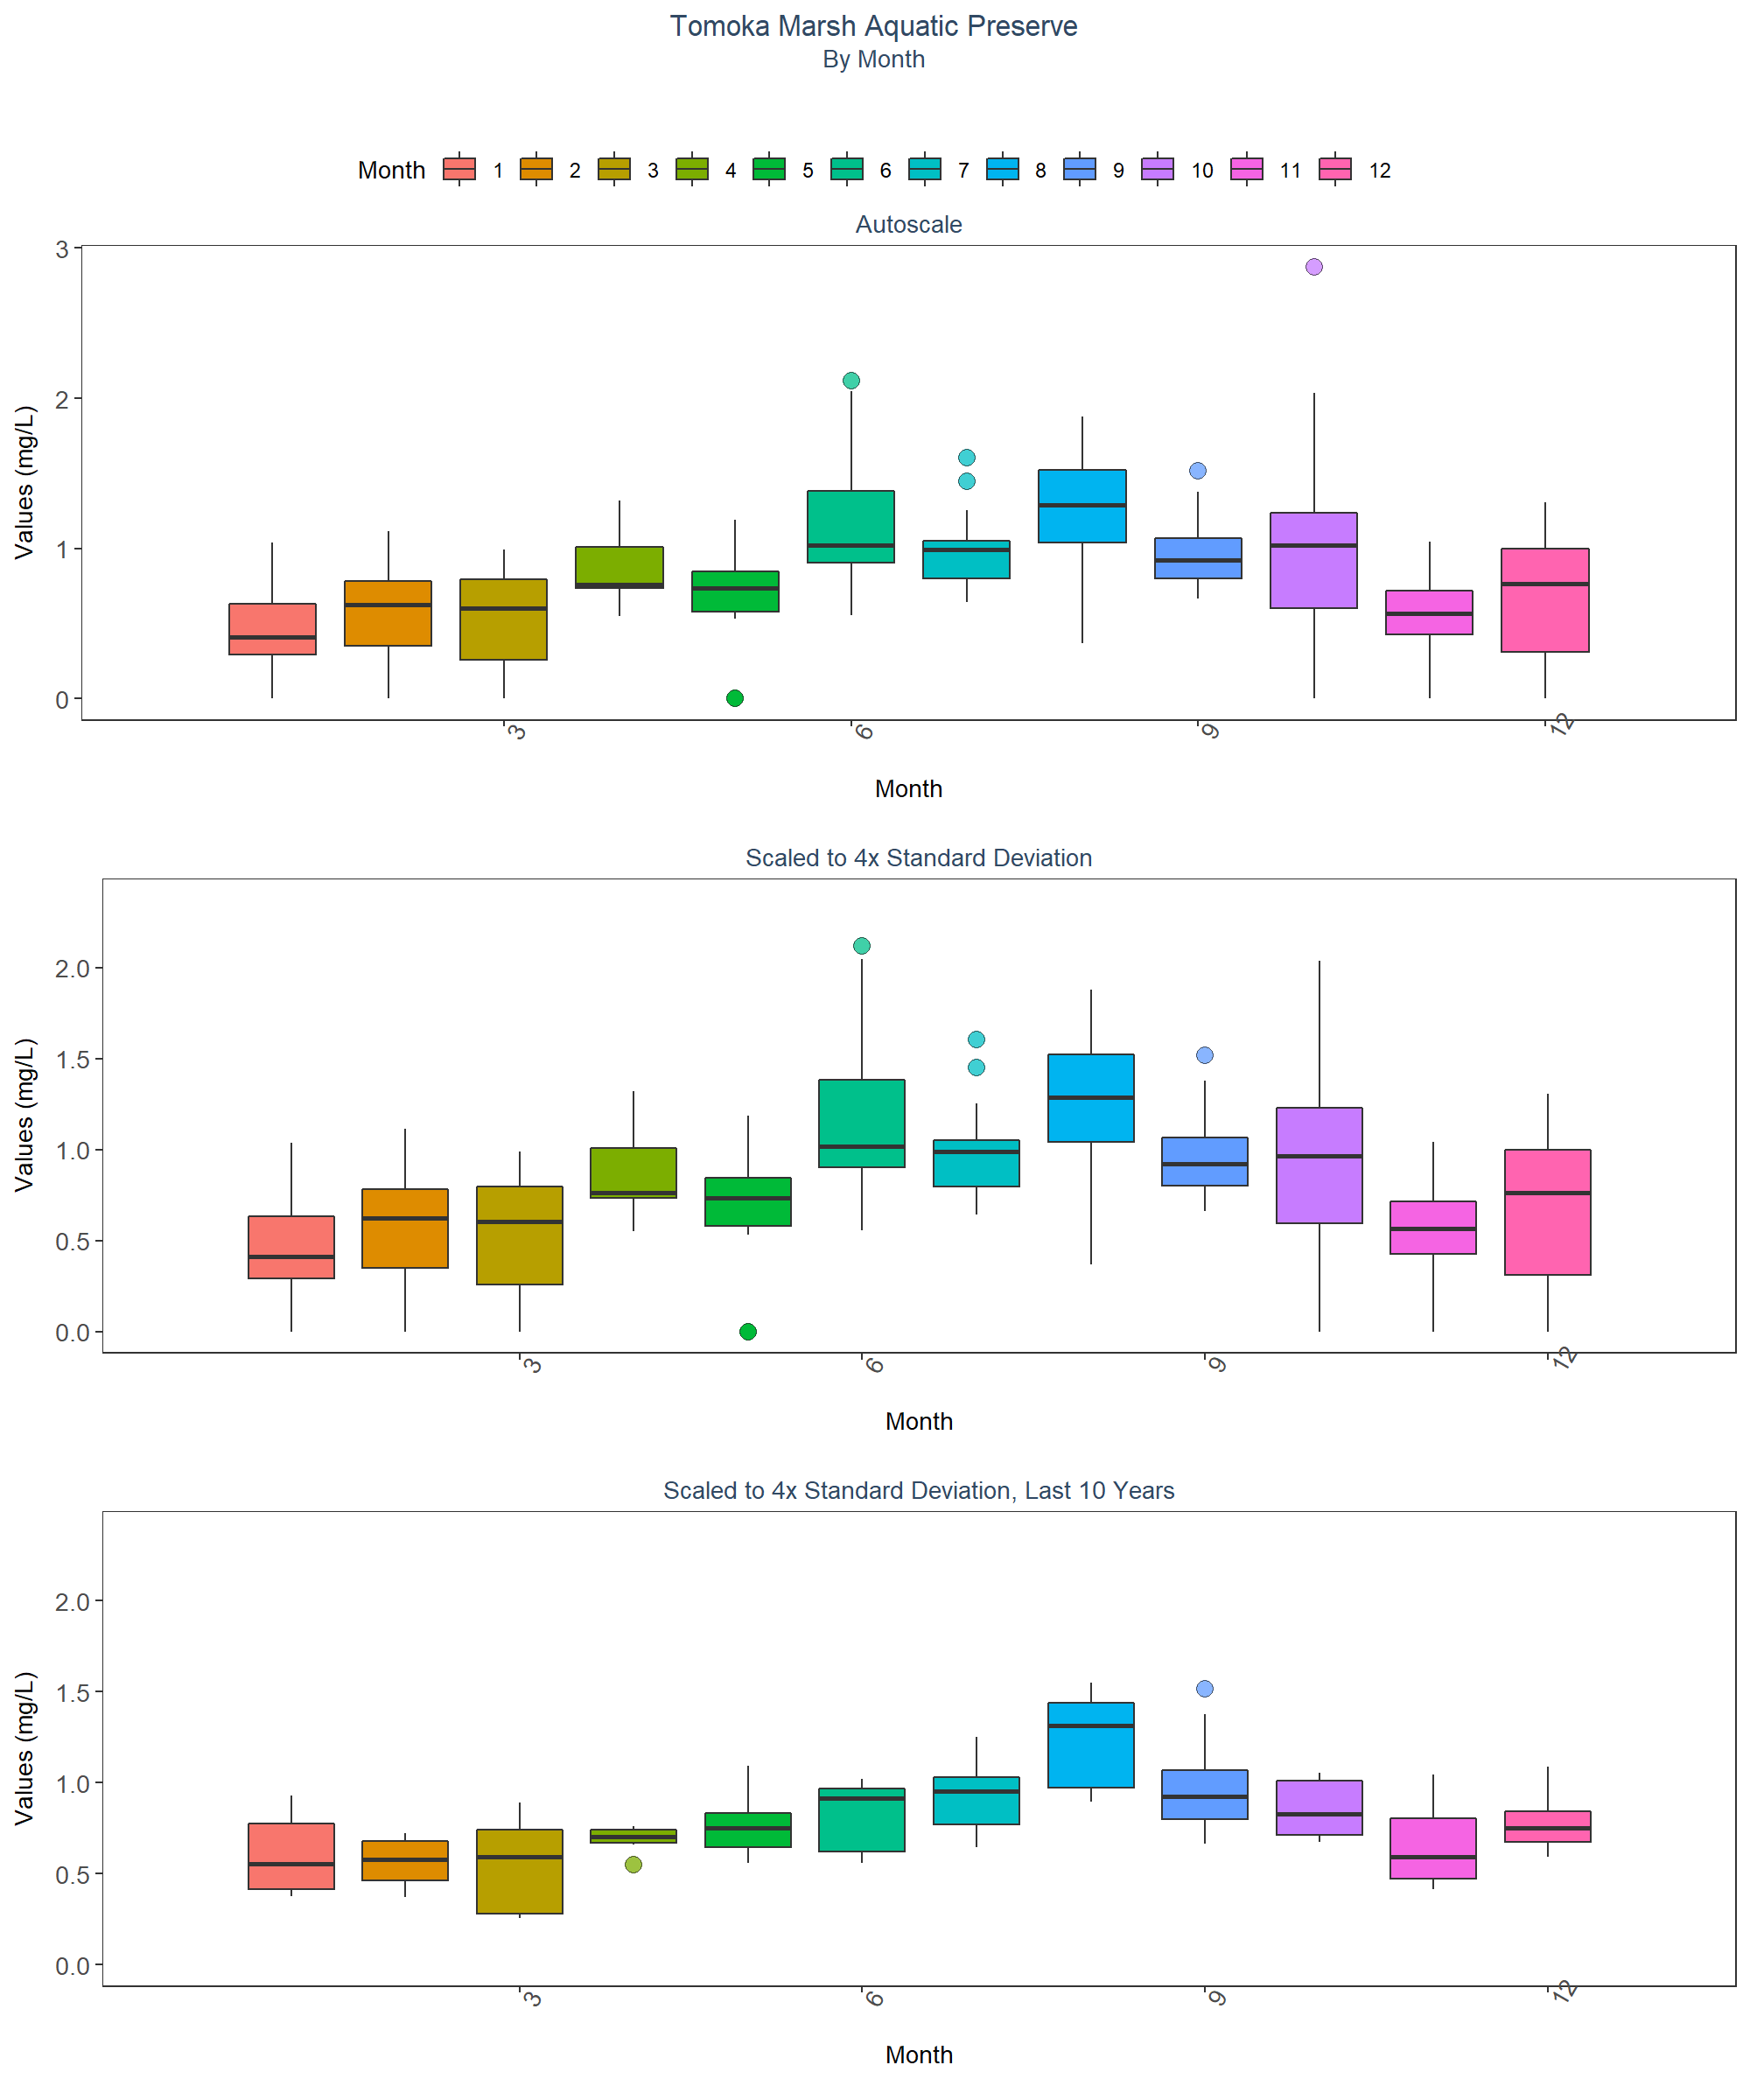 Tomoka Marsh Aquatic Preserve
By Month
Month 1 2 3 4 5 6 7 8 9 10 11 12
Autoscale
Values (mg/L)
3
2
1
0
3 6 9 12
Month
Scaled to 4x Standard Deviation
Values (mg/L)
2.0
1.5
1.0
0.5
0.0
3 6 9 12
Month
Scaled to 4x Standard Deviation, Last 10 Years
Values (mg/L)
2.0
1.5
1.0
0.5
0.0
3 6 9 12
Month